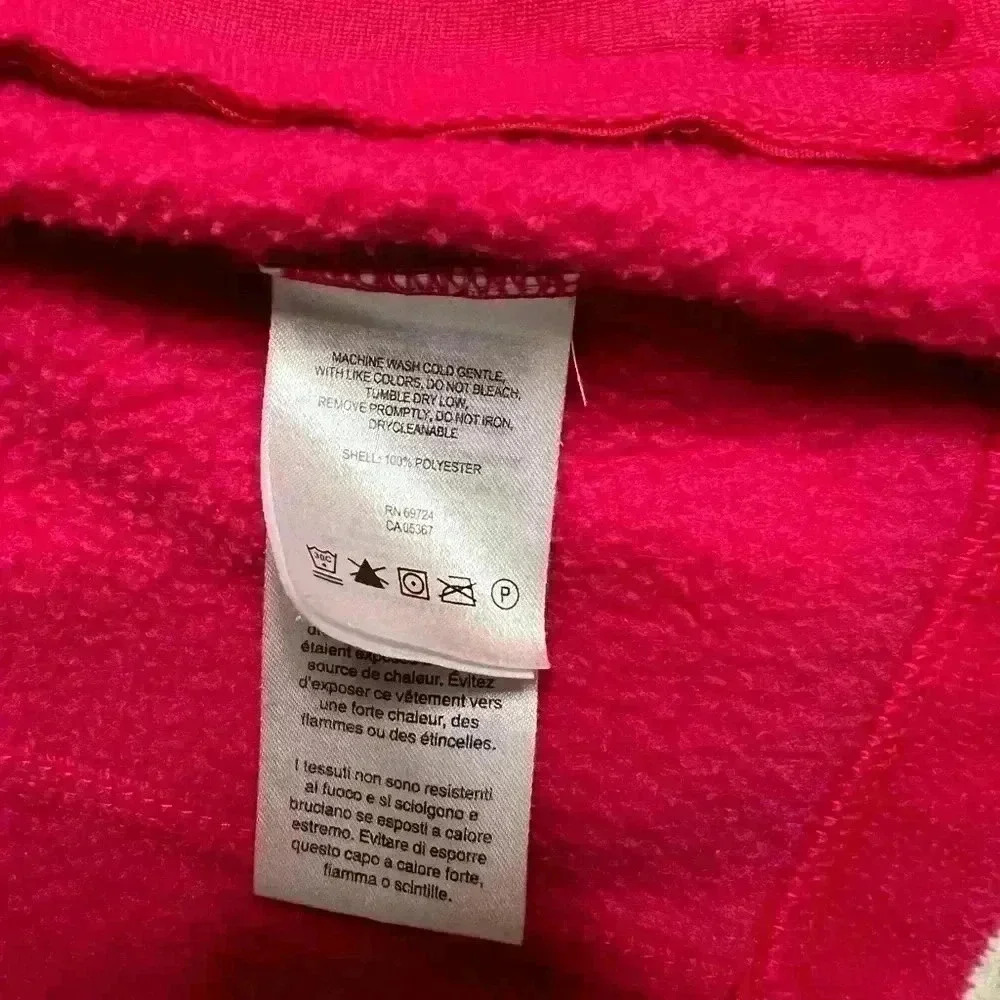 MACHINE WASH COLD GENTLE,
WITH LIKE COLORS, DO NOT BLEACH,
TUMBLE DRY LOW,
REMOVE PROMPTLY, DO NOT IRON,
DRYCLEANABLE
SHELL: 100% POLYESTER
RN 69724
CA 05367
30C
P
étaient
source de chaleur. Évitez
d'exposer ce vêtement vers
une forte chaleur, des
flammes ou des étincelles.
I tessuti non sono resistenti
al fuoco e si sciolgono e
bruciano se esposti a calore
estremo. Evitare di esporre
questo capo a calore forte,
fiamma o scintille.